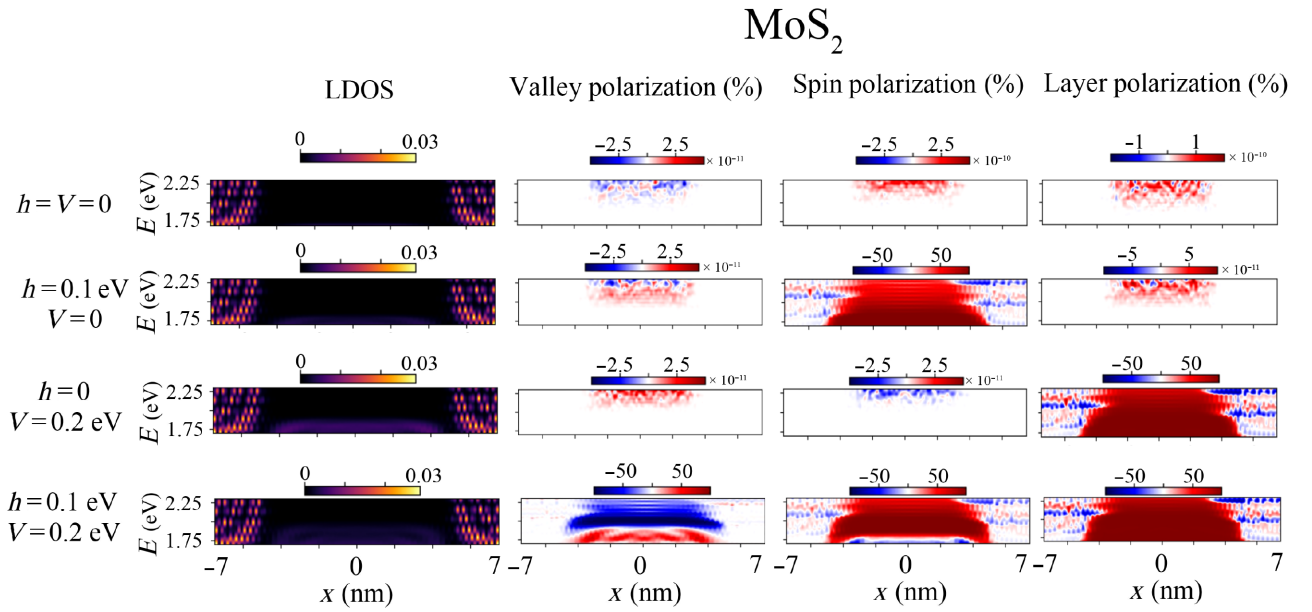 MoS₂
LDOS Valley polarization (%) Spin polarization (%) Layer polarization (%)
0 0.03 −2.5 2.5 × 10⁻¹¹ −2.5 2.5 × 10⁻¹⁰ −1 1 × 10⁻¹⁰
h = V = 0 E (eV) 2.25 1.75
0 0.03 −2.5 2.5 × 10⁻¹¹ −50 50 −5 5 × 10⁻¹¹
h = 0.1 eV
V = 0 E (eV) 2.25 1.75
0 0.03 −2.5 2.5 × 10⁻¹¹ −2.5 2.5 × 10⁻¹¹ −50 50
h = 0
V = 0.2 eV E (eV) 2.25 1.75
0 0.03 −50 50 −50 50 −50 50
h = 0.1 eV
V = 0.2 eV E (eV) 2.25 1.75
−7 0 7 −7 0 7 −7 0 7 −7 0 7
x (nm) x (nm) x (nm) x (nm)